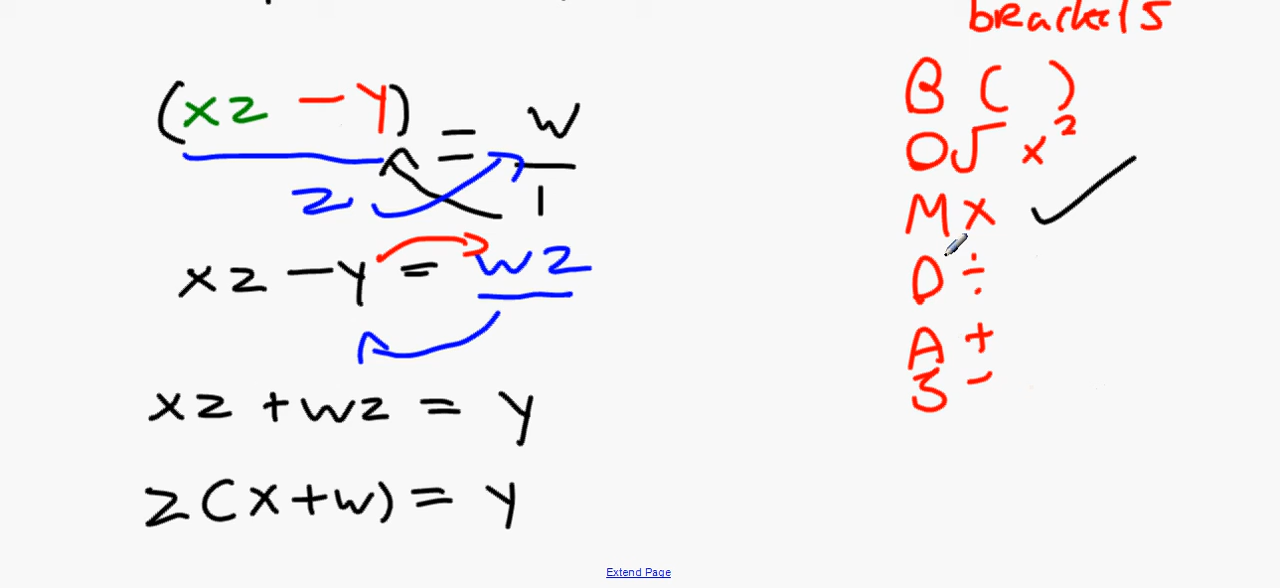 brackets
(xz - y) / z = w / 1
xz - y = wz
xz + wz = y
z(x+w) = y
B ( )
O √ x²
M × ✓
D ÷
A +
S -
Extend Page